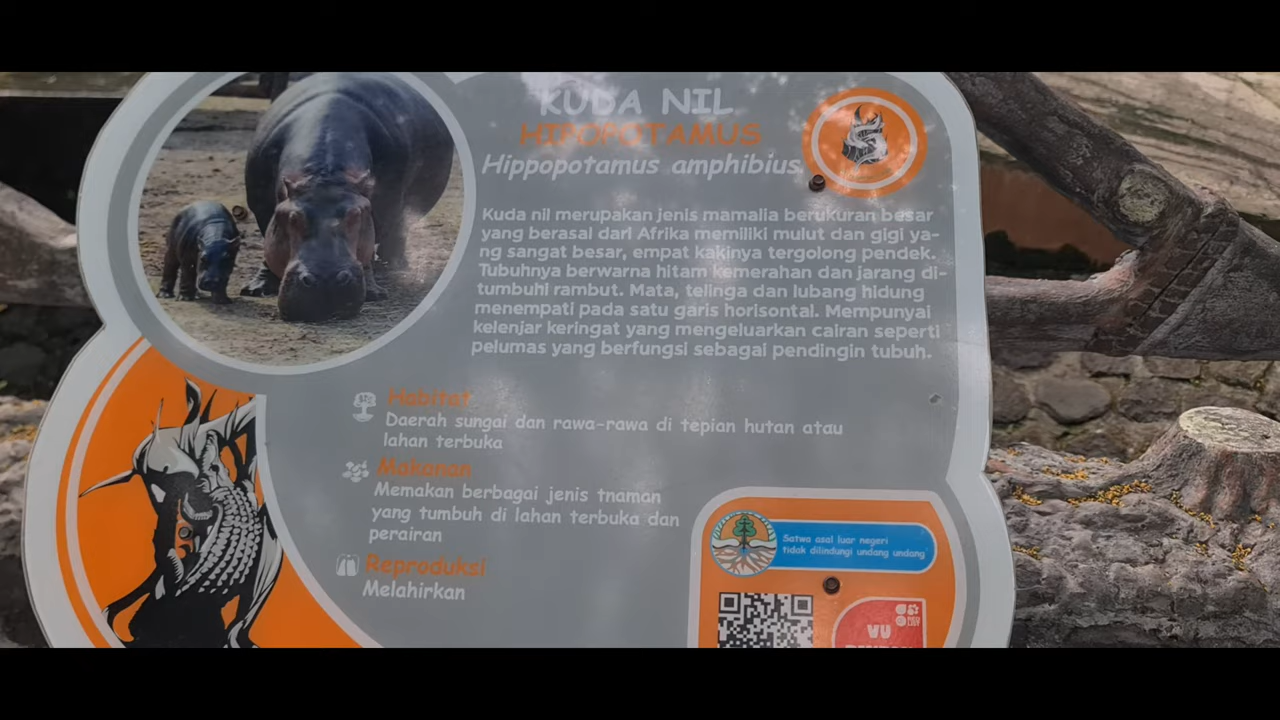 KUDA NIL
HIPOPOTAMUS
Hippopotamus amphibius
Kuda nil merupakan jenis mamalia berukuran besar
yang berasal dari Afrika memiliki mulut dan gigi ya-
ng sangat besar, empat kakinya tergolong pendek.
Tubuhnya berwarna hitam kemerahan dan jarang di-
tumbuhi rambut. Mata, telinga dan lubang hidung
menempati pada satu garis horisontal. Mempunyai
kelenjar keringat yang mengeluarkan cairan seperti
pelumas yang berfungsi sebagai pendingin tubuh.
Habitet
Daerah sungai dan rawa-rawa di tepian hutan atau
lahan terbuka
Makanan
Memakan berbagai jenis tnaman
yang tumbuh di lahan terbuka dan
perairan
Reproduksi
Melahirkan
Satwa asal luar negeri
tidak dilindungi undang undang
VU